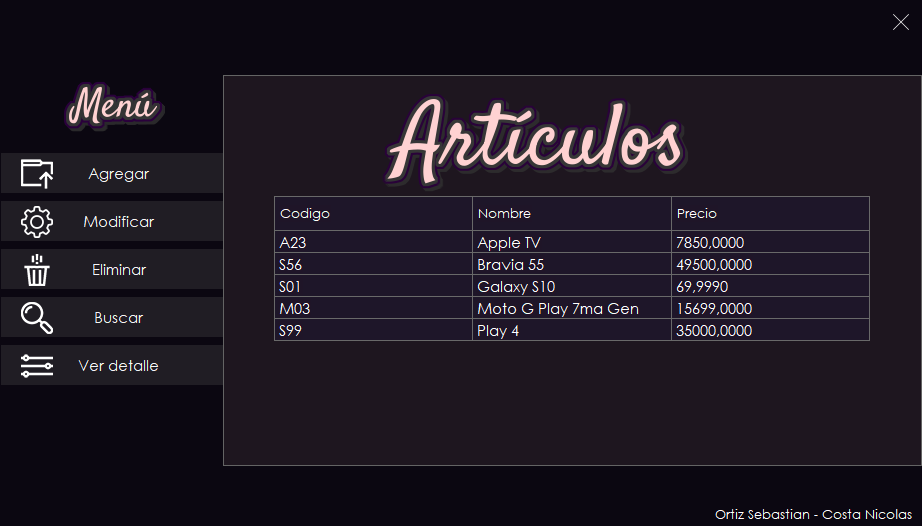 Menú
Agregar
Modificar
Eliminar
Buscar
Ver detalle
Artículos
Codigo Nombre Precio
A23 Apple TV 7850,0000
S56 Bravia 55 49500,0000
S01 Galaxy S10 69,9990
M03 Moto G Play 7ma Gen 15699,0000
S99 Play 4 35000,0000
Ortiz Sebastian - Costa Nicolas